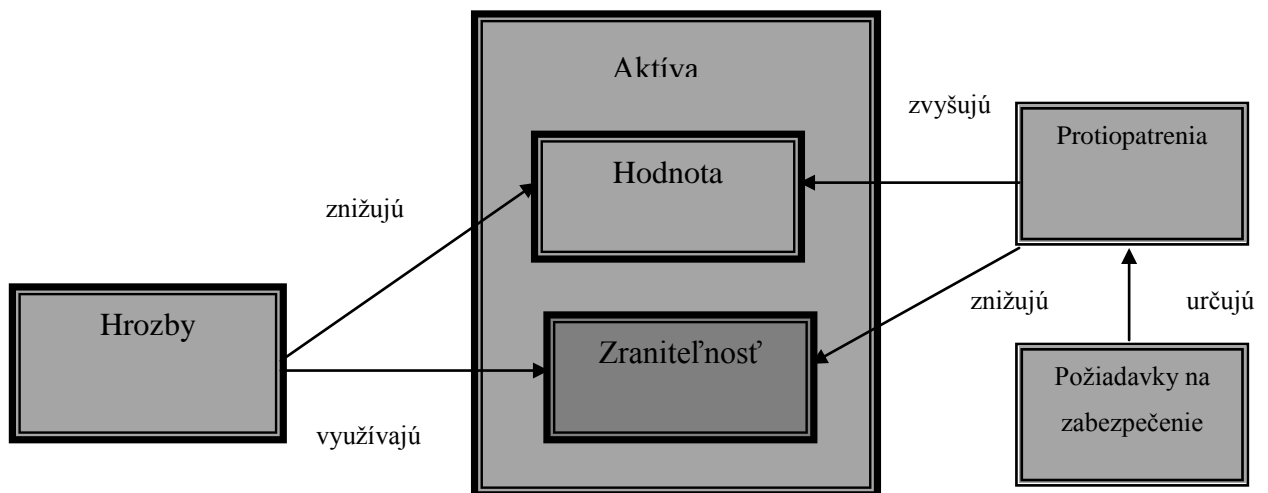 Aktíva
zvyšujú
Protiopatrenia
Hodnota
znižujú
znižujú
určujú
Hrozby
Zraniteľnosť
Požiadavky na
zabezpečenie
využívajú